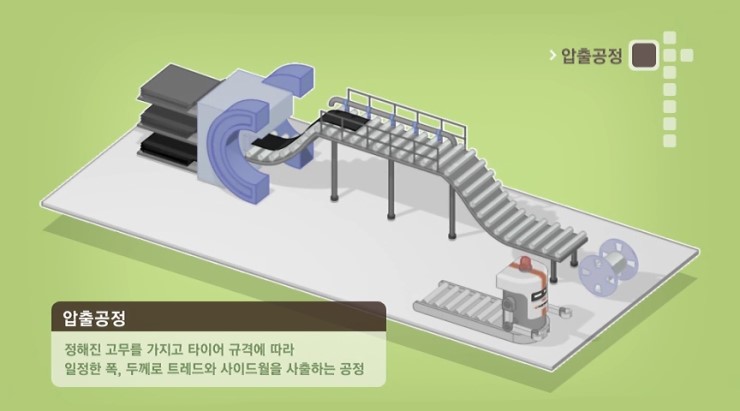 > 압출공정
압출공정
정해진 고무를 가지고 타이어 규격에 따라
일정한 폭, 두께로 트레드와 사이드월을 사출하는 공정